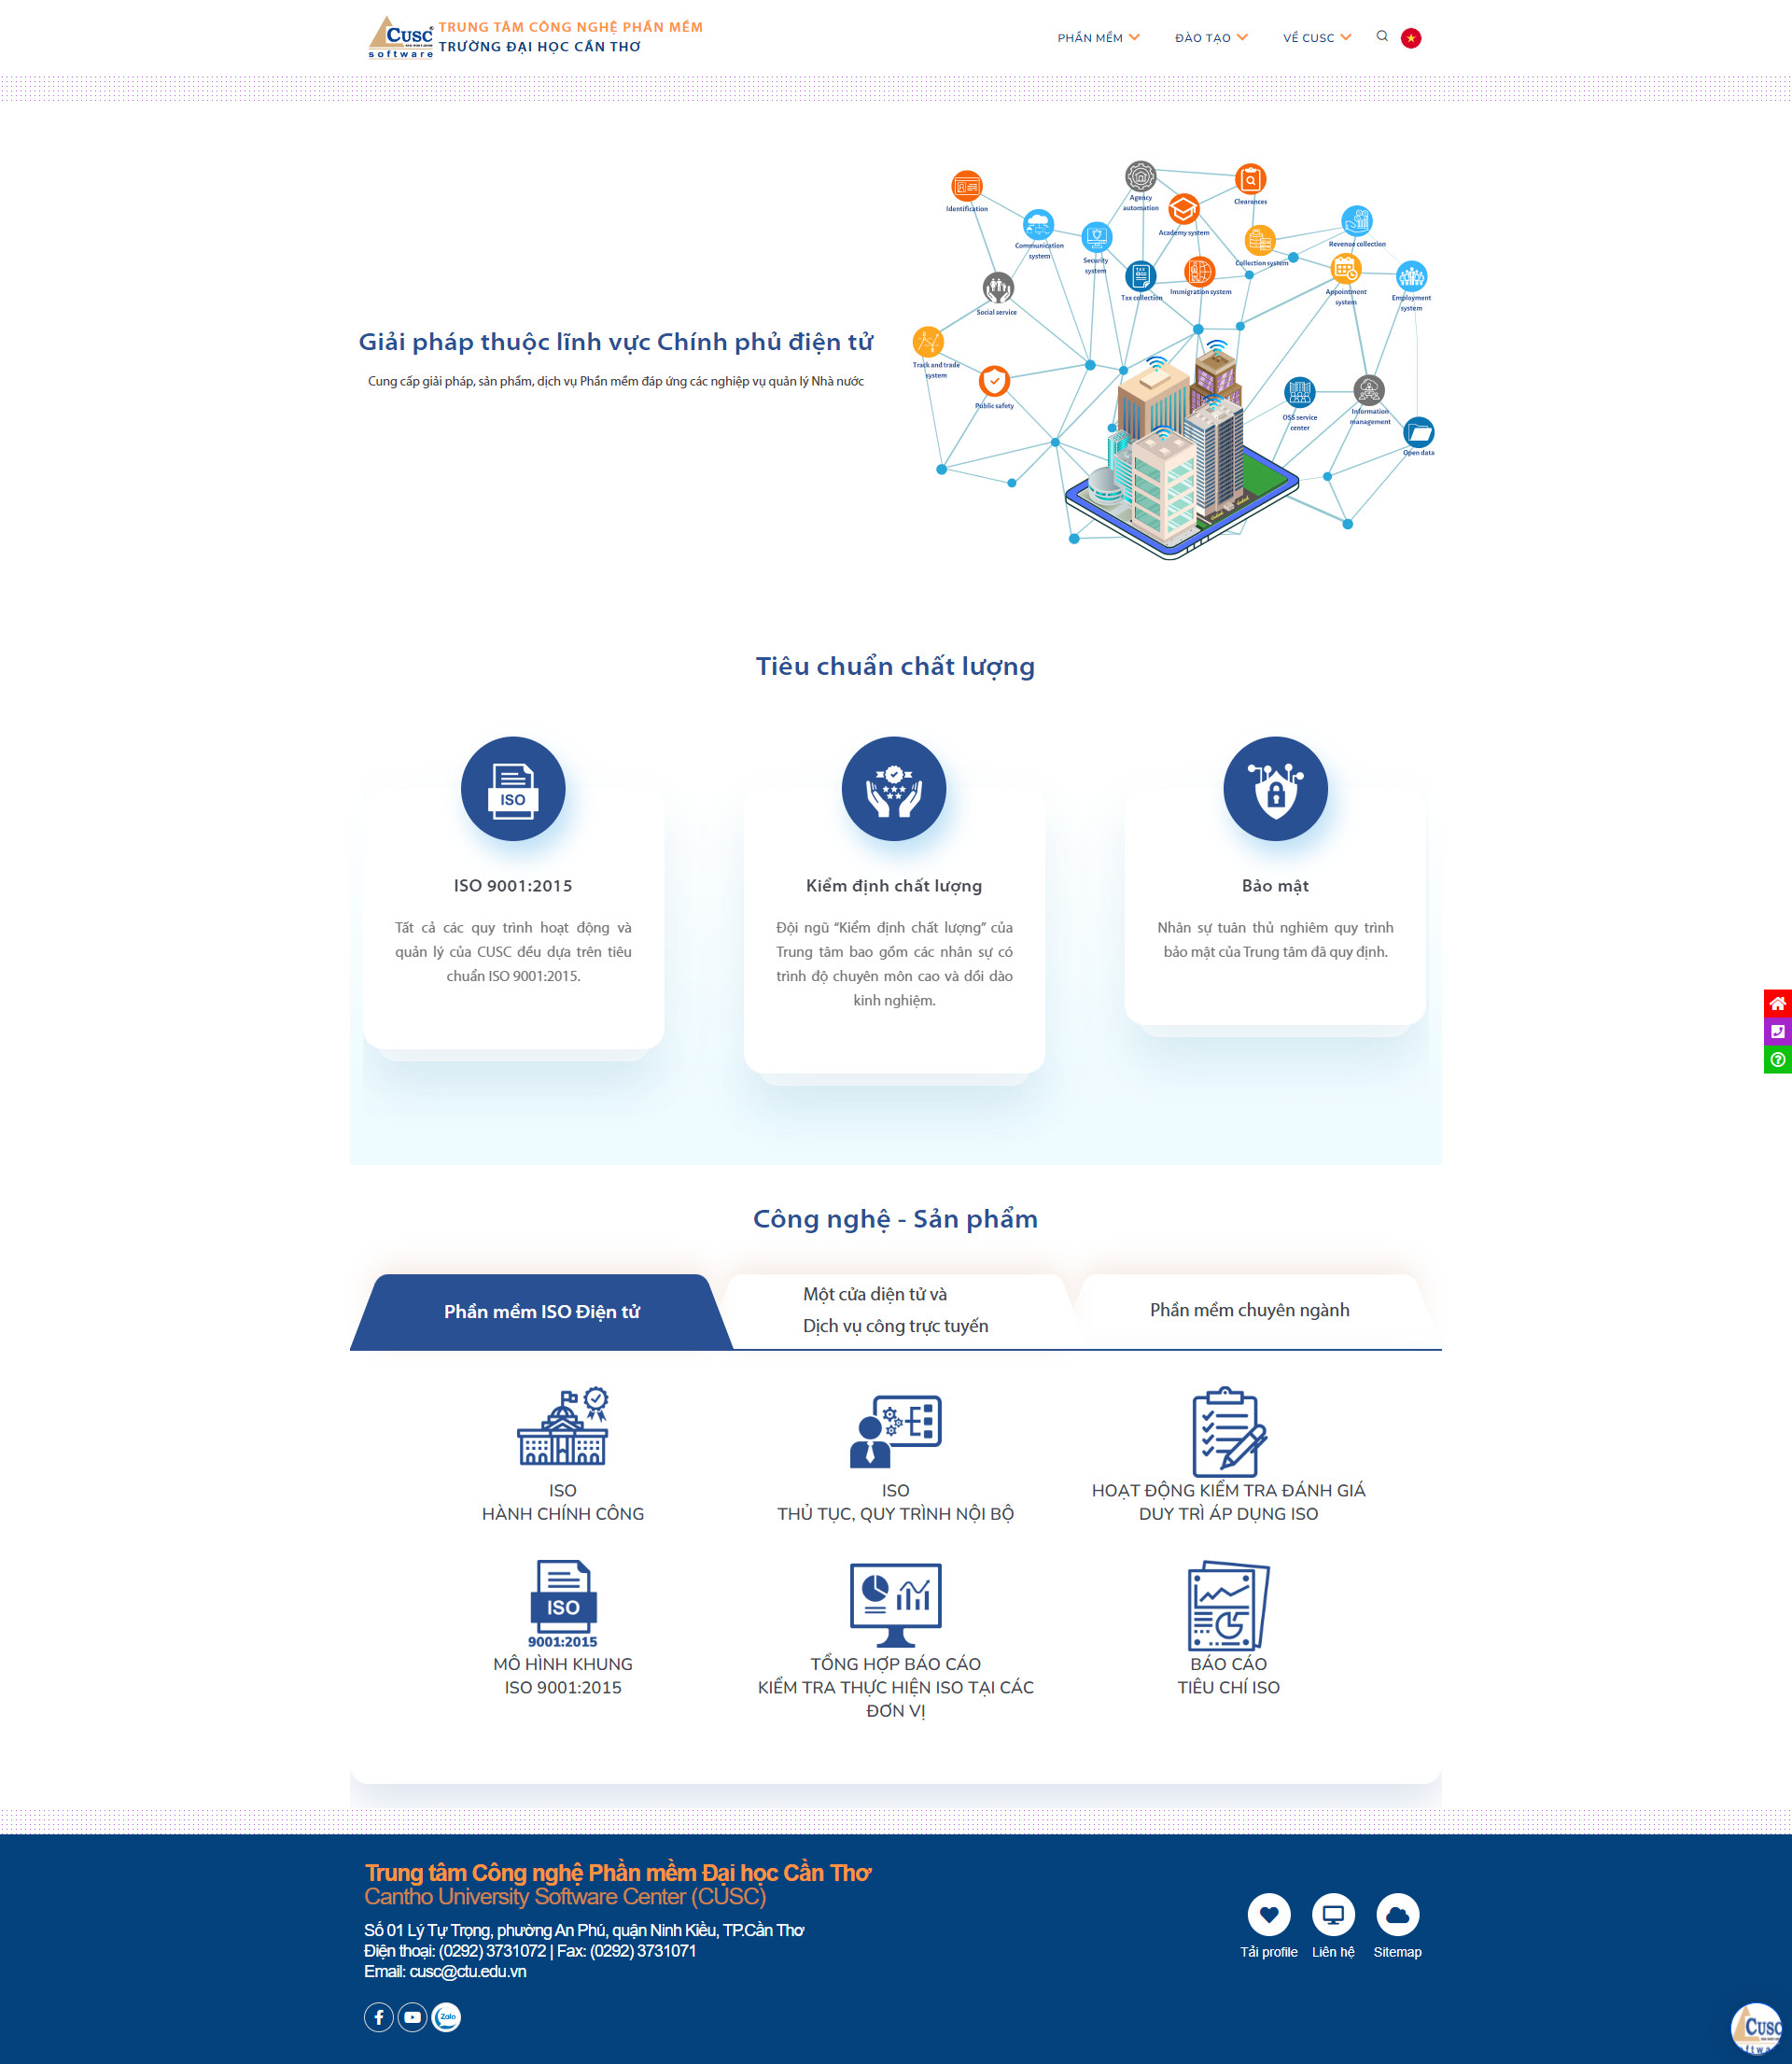 CUSC®
software
TRUNG TÂM CÔNG NGHỆ PHẦN MỀM
TRƯỜNG ĐẠI HỌC CẦN THƠ
PHẦN MỀM
ĐÀO TẠO
VỀ CUSC
Identification
Communication
system
Agency
automation
Academy system
Clearances
Security
system
Tax collection
Immigration system
Collection system
Revenue collection
Appointment
system
Employment
system
Social service
Track and trade
system
Public safety
OSS service
center
Information
management
Open data
Giải pháp thuộc lĩnh vực Chính phủ điện tử
Cung cấp giải pháp, sản phẩm, dịch vụ Phần mềm đáp ứng các nghiệp vụ quản lý Nhà nước
Tiêu chuẩn chất lượng
ISO
ISO 9001:2015
Tất cả các quy trình hoạt động và
quản lý của CUSC đều dựa trên tiêu
chuẩn ISO 9001:2015.
Kiểm định chất lượng
Đội ngũ “Kiểm định chất lượng” của
Trung tâm bao gồm các nhân sự có
trình độ chuyên môn cao và dồi dào
kinh nghiệm.
Bảo mật
Nhân sự tuân thủ nghiêm quy trình
bảo mật của Trung tâm đã quy định.
Công nghệ - Sản phẩm
Phần mềm ISO Điện tử
Một cửa diện tử và
Dịch vụ công trực tuyến
Phần mềm chuyên ngành
ISO
HÀNH CHÍNH CÔNG
ISO
THỦ TỤC, QUY TRÌNH NỘI BỘ
HOẠT ĐỘNG KIỂM TRA ĐÁNH GIÁ
DUY TRÌ ÁP DỤNG ISO
ISO
9001:2015
MÔ HÌNH KHUNG
ISO 9001:2015
TỔNG HỢP BÁO CÁO
KIỂM TRA THỰC HIỆN ISO TẠI CÁC
ĐƠN VỊ
BÁO CÁO
TIÊU CHÍ ISO
Trung tâm Công nghệ Phần mềm Đại học Cần Thơ
Cantho University Software Center (CUSC)
Số 01 Lý Tự Trọng, phường An Phú, quận Ninh Kiều, TP.Cần Thơ
Điện thoại: (0292) 3731072 | Fax: (0292) 3731071
Email: cusc@ctu.edu.vn
Zalo
Tải profile
Liên hệ
Sitemap
CUSC